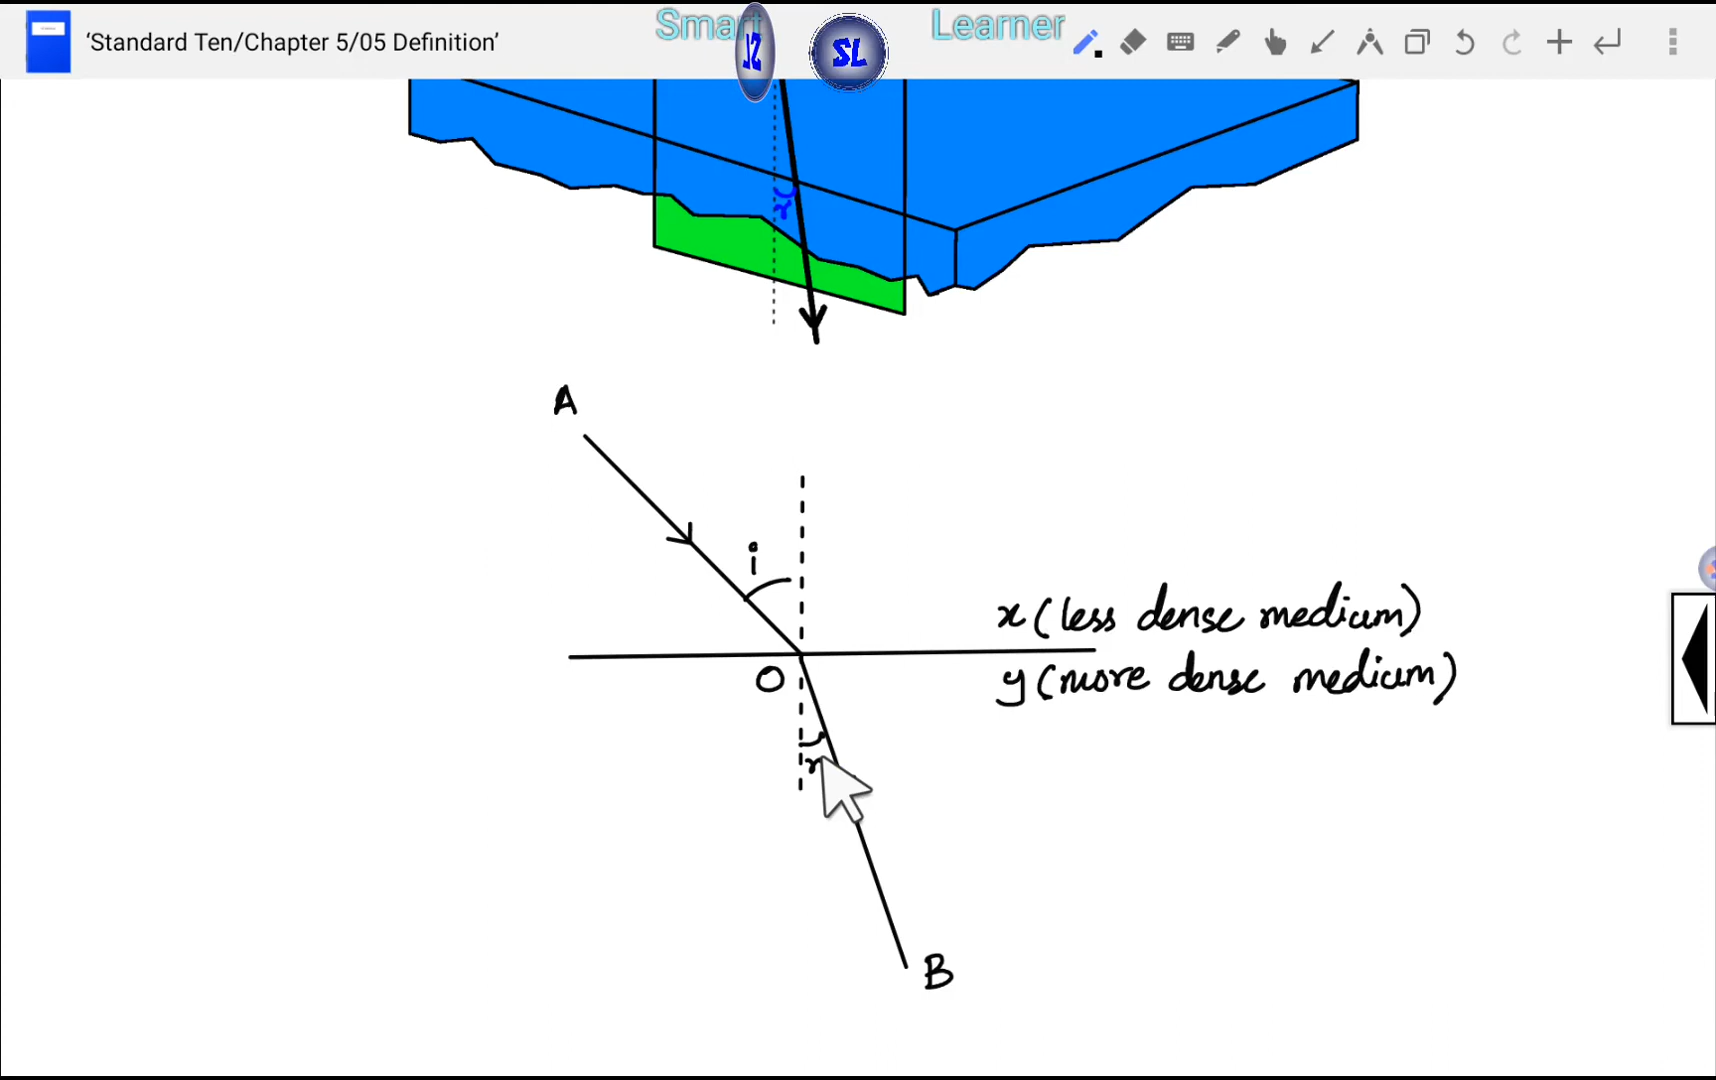 Smart Learner
‘Standard Ten/Chapter 5/05 Definition’
SL
r
A
i
x (less dense medium)
O
y (more dense medium)
r
B